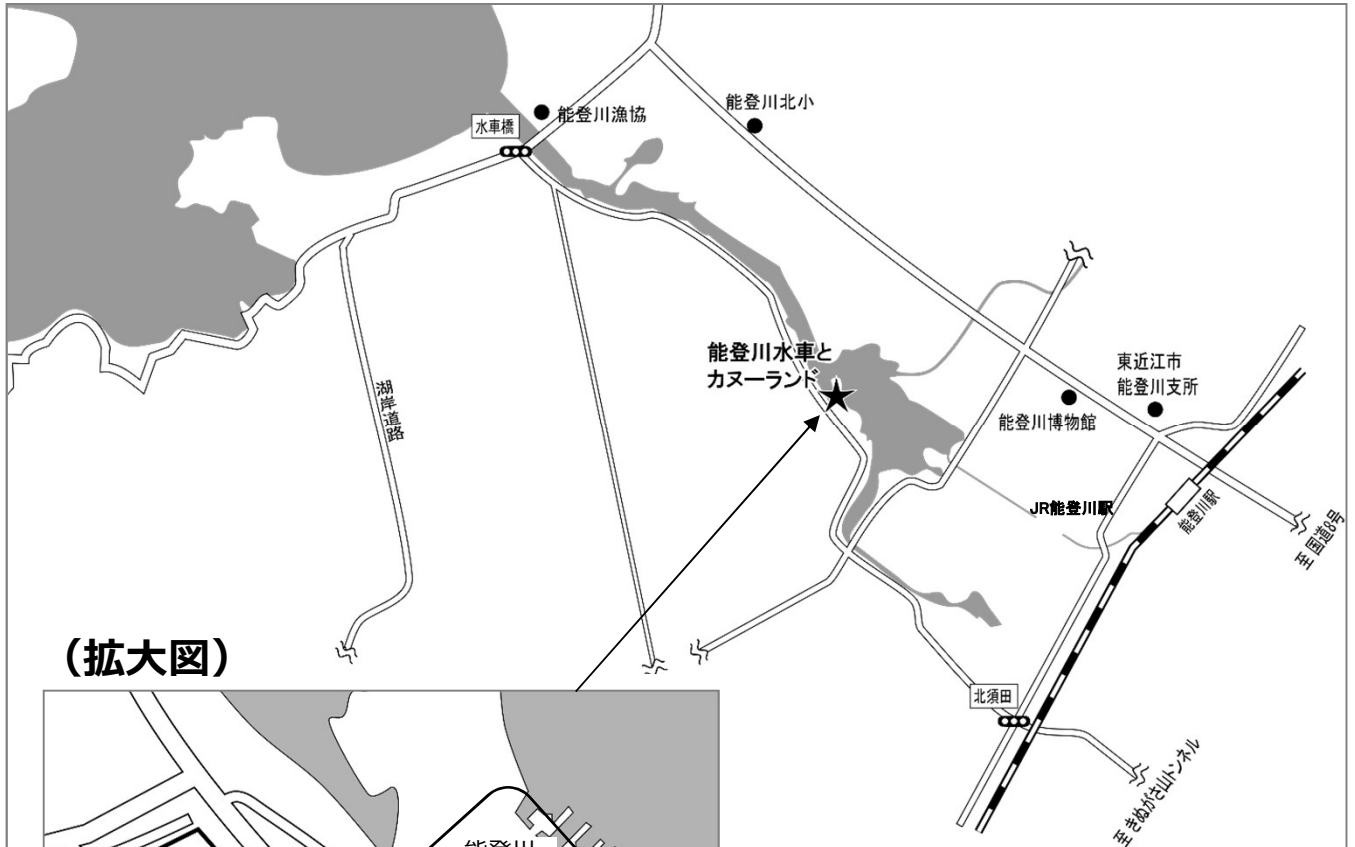 能登川漁協
水車橋
能登川北小
能登川水車と
カヌーランド
東近江市
能登川支所
能登川博物館
湖岸道路
JR能登川駅
能登川駅
至 国道8号
（拡大図）
北須田
至 きぬがさ山トンネル
能登川